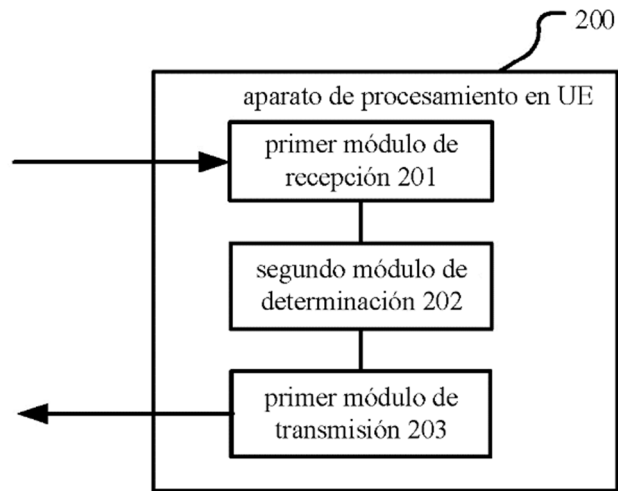 200
aparato de procesamiento en UE
primer módulo de
recepción 201
segundo módulo de
determinación 202
primer módulo de
transmisión 203